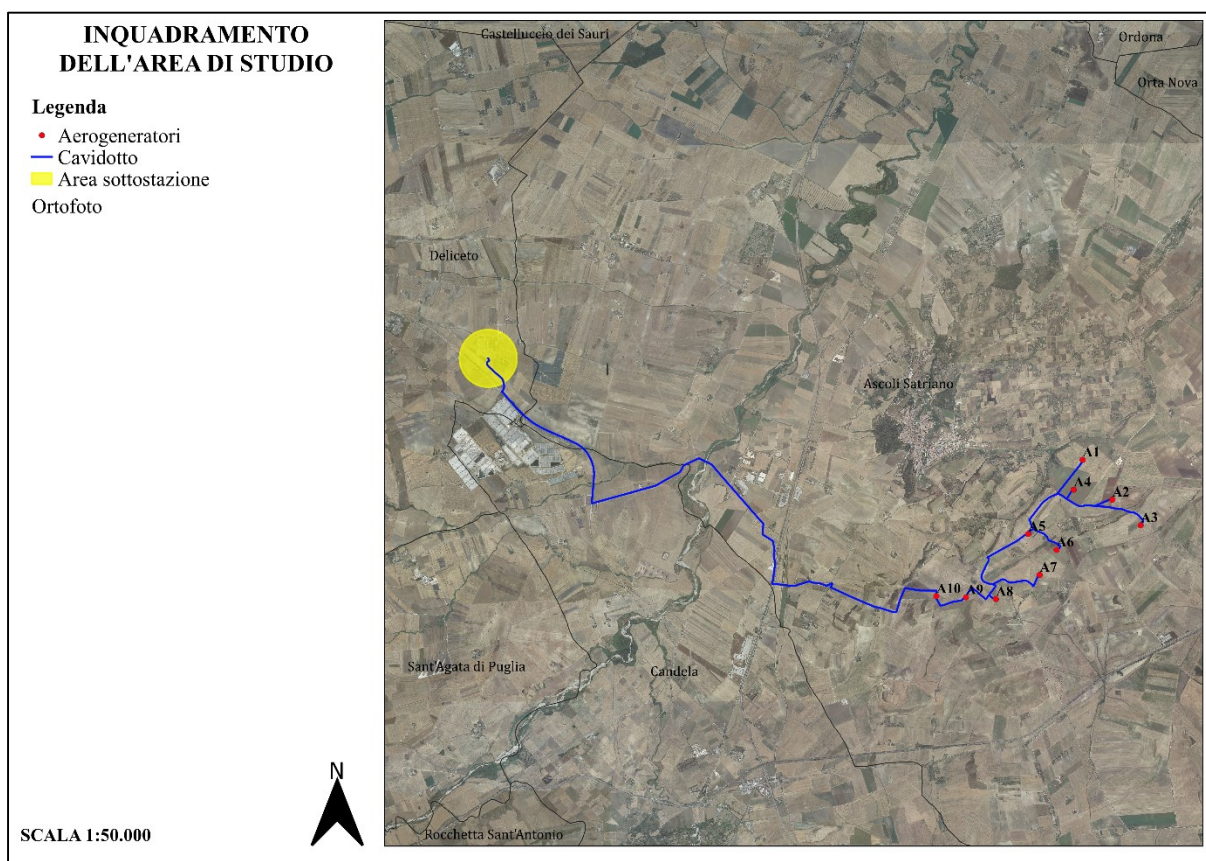 INQUADRAMENTO
DELL'AREA DI STUDIO
Legenda
Aerogeneratori
Cavidotto
Area sottostazione
Ortofoto
N
SCALA 1:50.000
Castelluccio dei Sauri
Ordona
Orta Nova
Deliceto
Ascoli Satriano
A1
A4
A2
A3
A5
A6
A7
A10
A9
A8
Sant'Agata di Puglia
Candela
Rocchetta Sant'Antonio